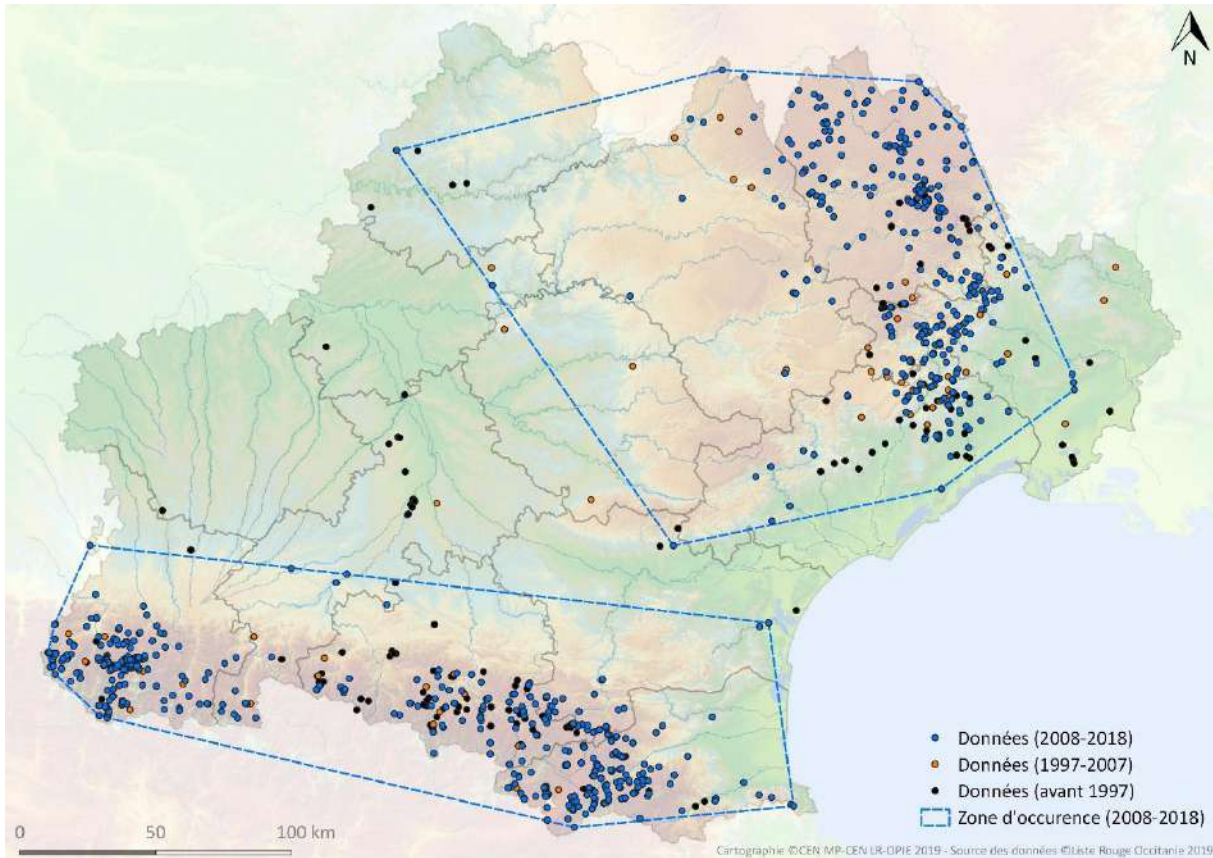 N
Données (2008-2018)
Données (1997-2007)
Données (avant 1997)
Zone d'occurence (2008-2018)
0 50 100 km
Cartographie ©CEN MP-CEN LR-OPIE 2019 - Source des données ©Liste Rouge Occitanie 2019